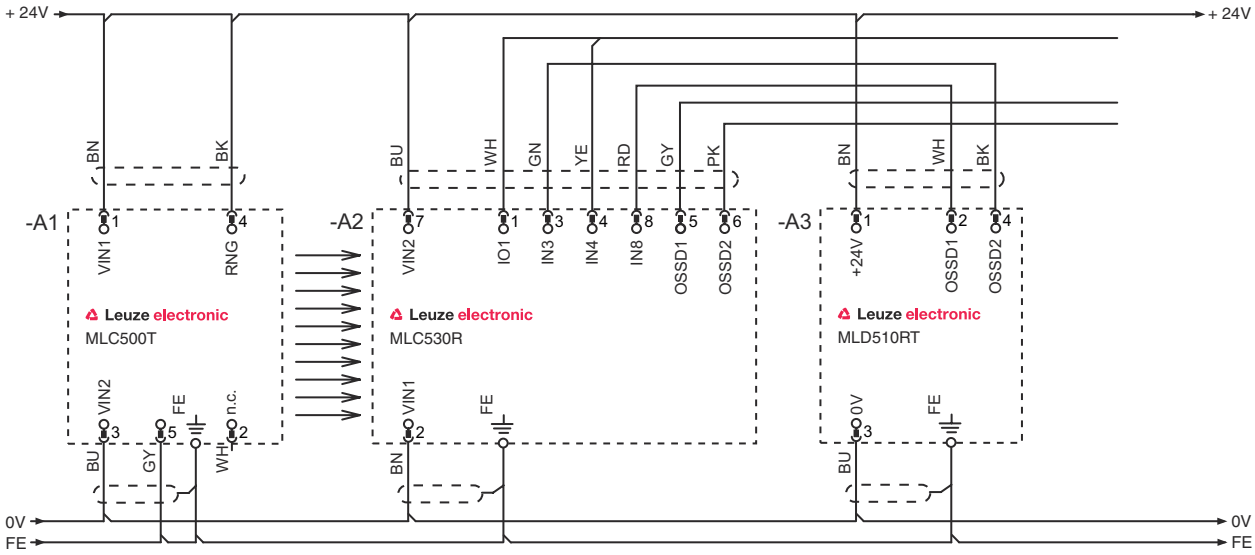 + 24V
+ 24V
BN
BK
BU
WH
GN
YE
RD
GY
PK
BN
WH
BK
-A1
1
4
-A2
7
1
3
4
8
5
6
-A3
1
2
4
VIN1
RNG
VIN2
IO1
IN3
IN4
IN8
OSSD1
OSSD2
+24V
OSSD1
OSSD2
Leuze electronic
MLC500T
Leuze electronic
MLC530R
Leuze electronic
MLD510RT
VIN2
FE
n.c.
VIN1
FE
0V
FE
3
5
2
2
3
BU
GY
WH
BN
BU
0V
0V
FE
FE